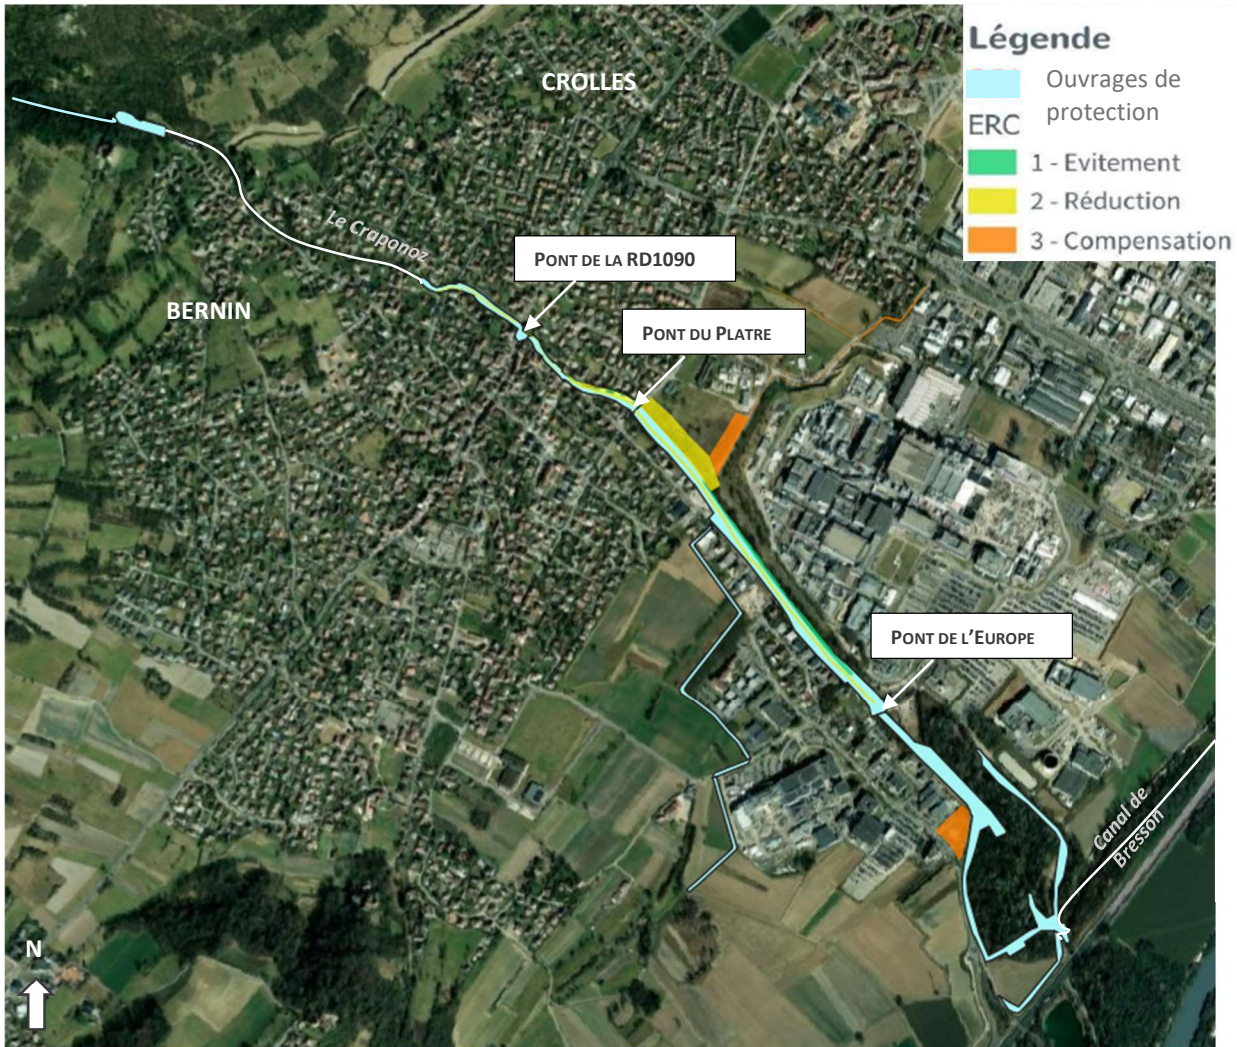 Légende
Ouvrages de
protection
ERC
1 - Evitement
2 - Réduction
3 - Compensation
CROLLES
Le Craponoz
PONT DE LA RD1090
BERNIN
PONT DU PLATRE
PONT DE L'EUROPE
Canal de
Bresson
N